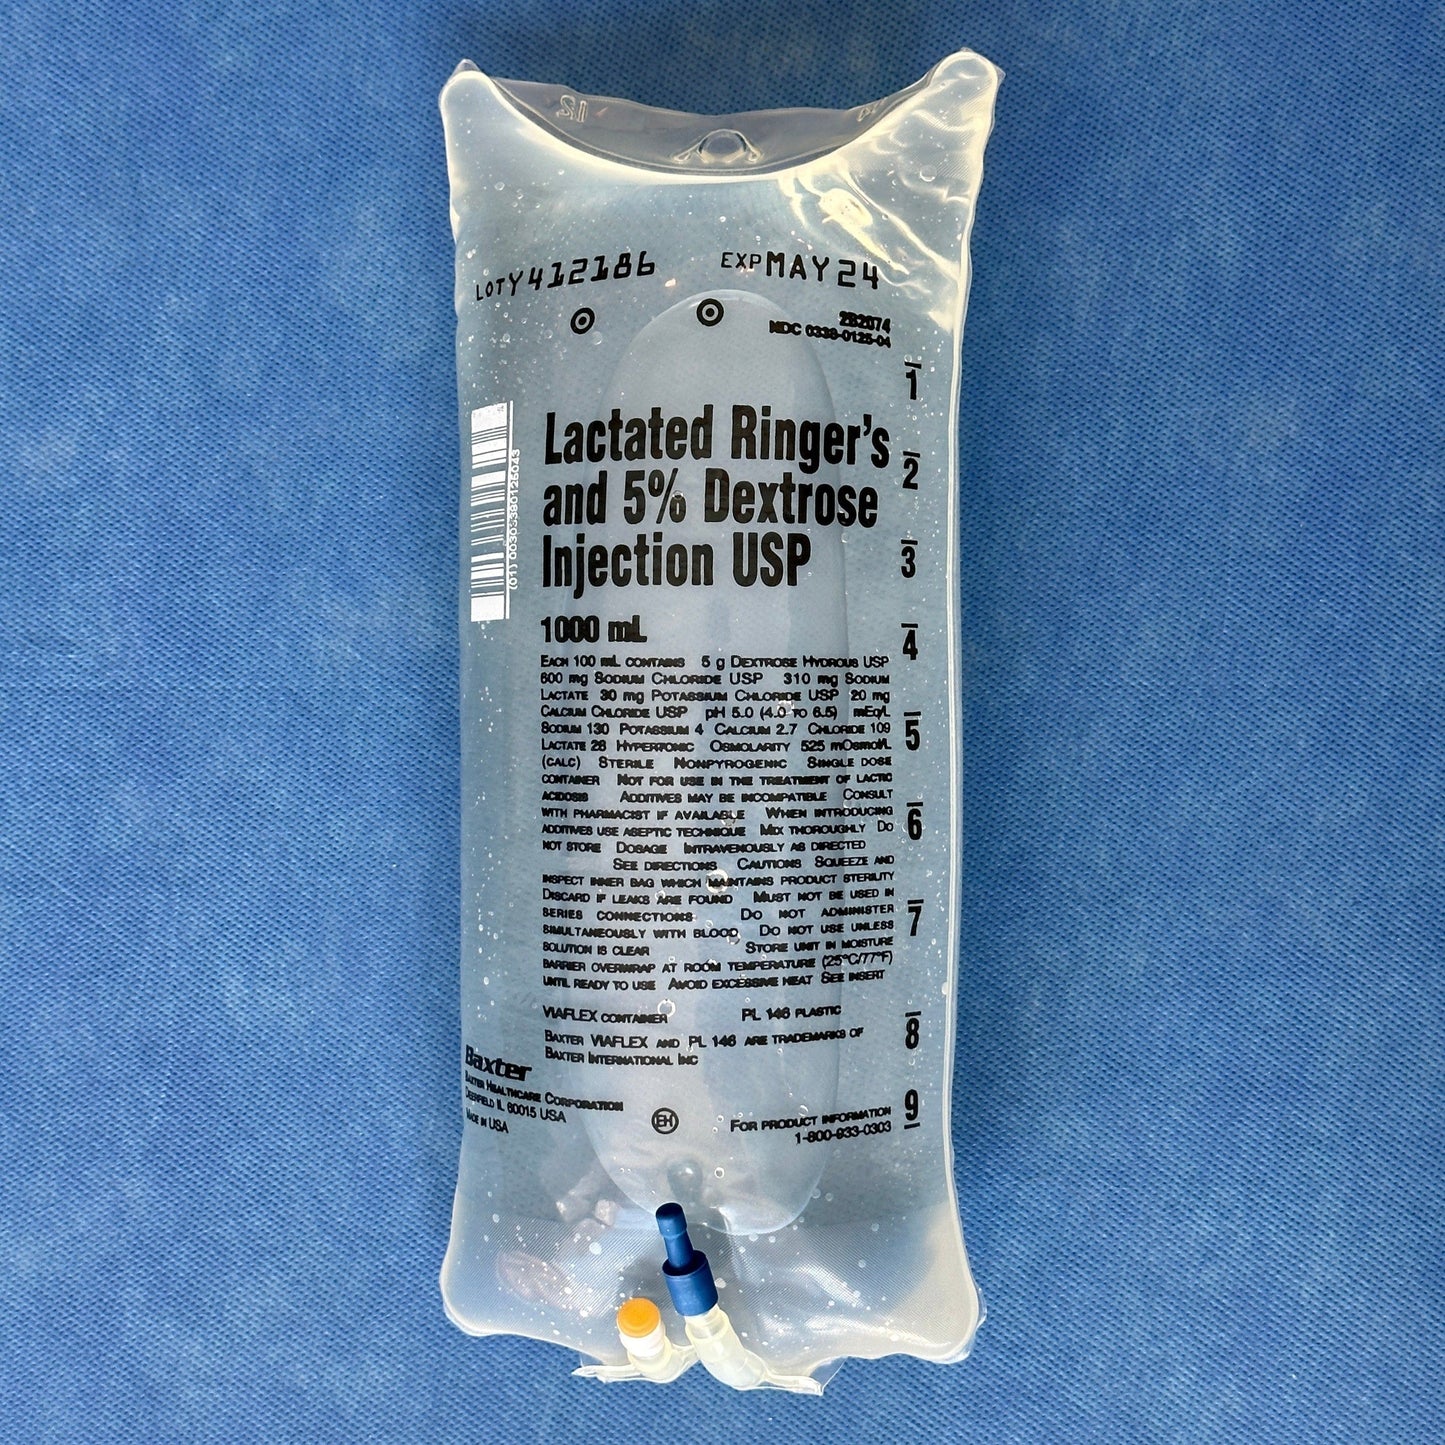 12
LOT Y412186 EXP MAY 24
2B2074
NDC 0338-0125-04
1
Lactated Ringer's
2
and 5% Dextrose
3
Injection USP
(01) 00303380125043
1000 mL
4
EACH 100 mL CONTAINS 5 g DEXTROSE HYDROUS USP
600 mg SODIUM CHLORIDE USP 310 mg SODIUM
LACTATE 30 mg POTASSIUM CHLORIDE USP 20 mg
CALCIUM CHLORIDE USP pH 5.0 (4.0 TO 6.5) mEq/L
5
SODIUM 130 POTASSIUM 4 CALCIUM 2.7 CHLORIDE 109
LACTATE 28 HYPERTONIC OSMOLARITY 525 mOsmol/L
(CALC) STERILE NONPYROGENIC SINGLE DOSE
CONTAINER NOT FOR USE IN THE TREATMENT OF LACTIC
ACIDOSIS ADDITIVES MAY BE INCOMPATIBLE CONSULT
6
WITH PHARMACIST IF AVAILABLE WHEN INTRODUCING
ADDITIVES USE ASEPTIC TECHNIQUE MIX THOROUGHLY DO
NOT STORE DOSAGE INTRAVENOUSLY AS DIRECTED
SEE DIRECTIONS CAUTIONS SQUEEZE AND
INSPECT INNER BAG WHICH MAINTAINS PRODUCT STERILITY
DISCARD IF LEAKS ARE FOUND MUST NOT BE USED IN
7
SERIES CONNECTIONS DO NOT ADMINISTER
SIMULTANEOUSLY WITH BLOOD DO NOT USE UNLESS
SOLUTION IS CLEAR STORE UNIT IN MOISTURE
BARRIER OVERWRAP AT ROOM TEMPERATURE (25°C/77°F)
UNTIL READY TO USE AVOID EXCESSIVE HEAT SEE INSERT
8
VIAFLEX CONTAINER PL 146 PLASTIC
BAXTER VIAFLEX AND PL 146 ARE TRADEMARKS OF
BAXTER INTERNATIONAL INC
9
Baxter
BAXTER HEALTHCARE CORPORATION
DEERFIELD IL 60015 USA
MADE IN USA
EH
FOR PRODUCT INFORMATION
1-800-933-0303